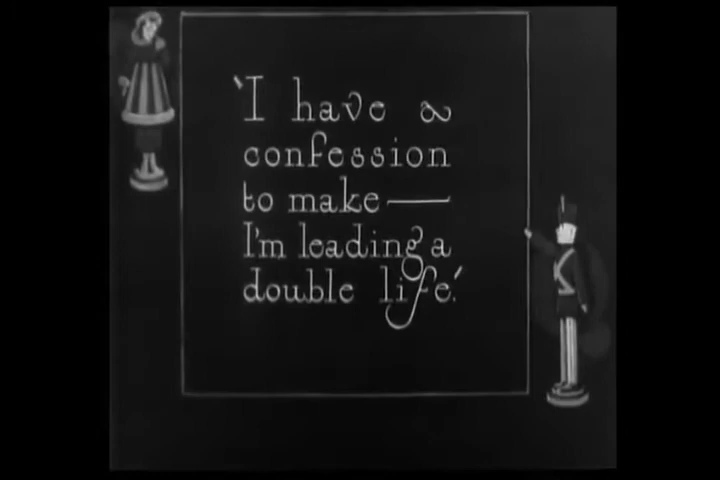 'I have a
confession
to make —
I'm leading a
double life.'